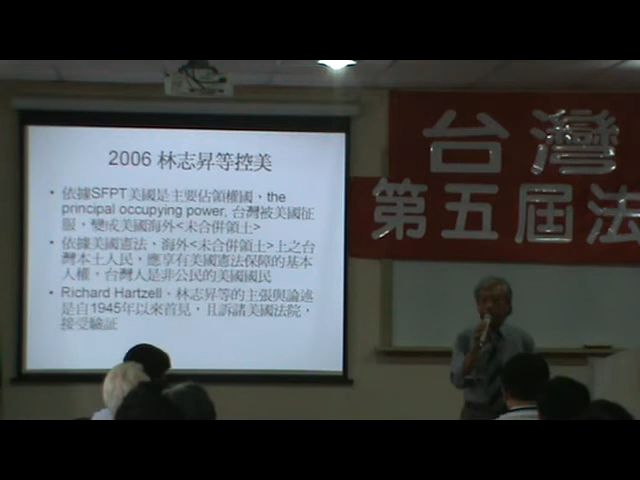 2006 林志昇等控美
• 依據SFPT美國是主要佔領權國，the
principal occupying power, 台灣被美國征
服，變成美國海外<未合併領土>
• 依據美國憲法，海外<未合併領土>上之台
灣本土人民，應享有美國憲法保障的基本
人權。台灣人是非公民的美國國民
• Richard Hartzell、林志昇等的主張與論述
是自1945年以來首見，且訴諸美國法院，
接受驗証
台灣
第五屆法